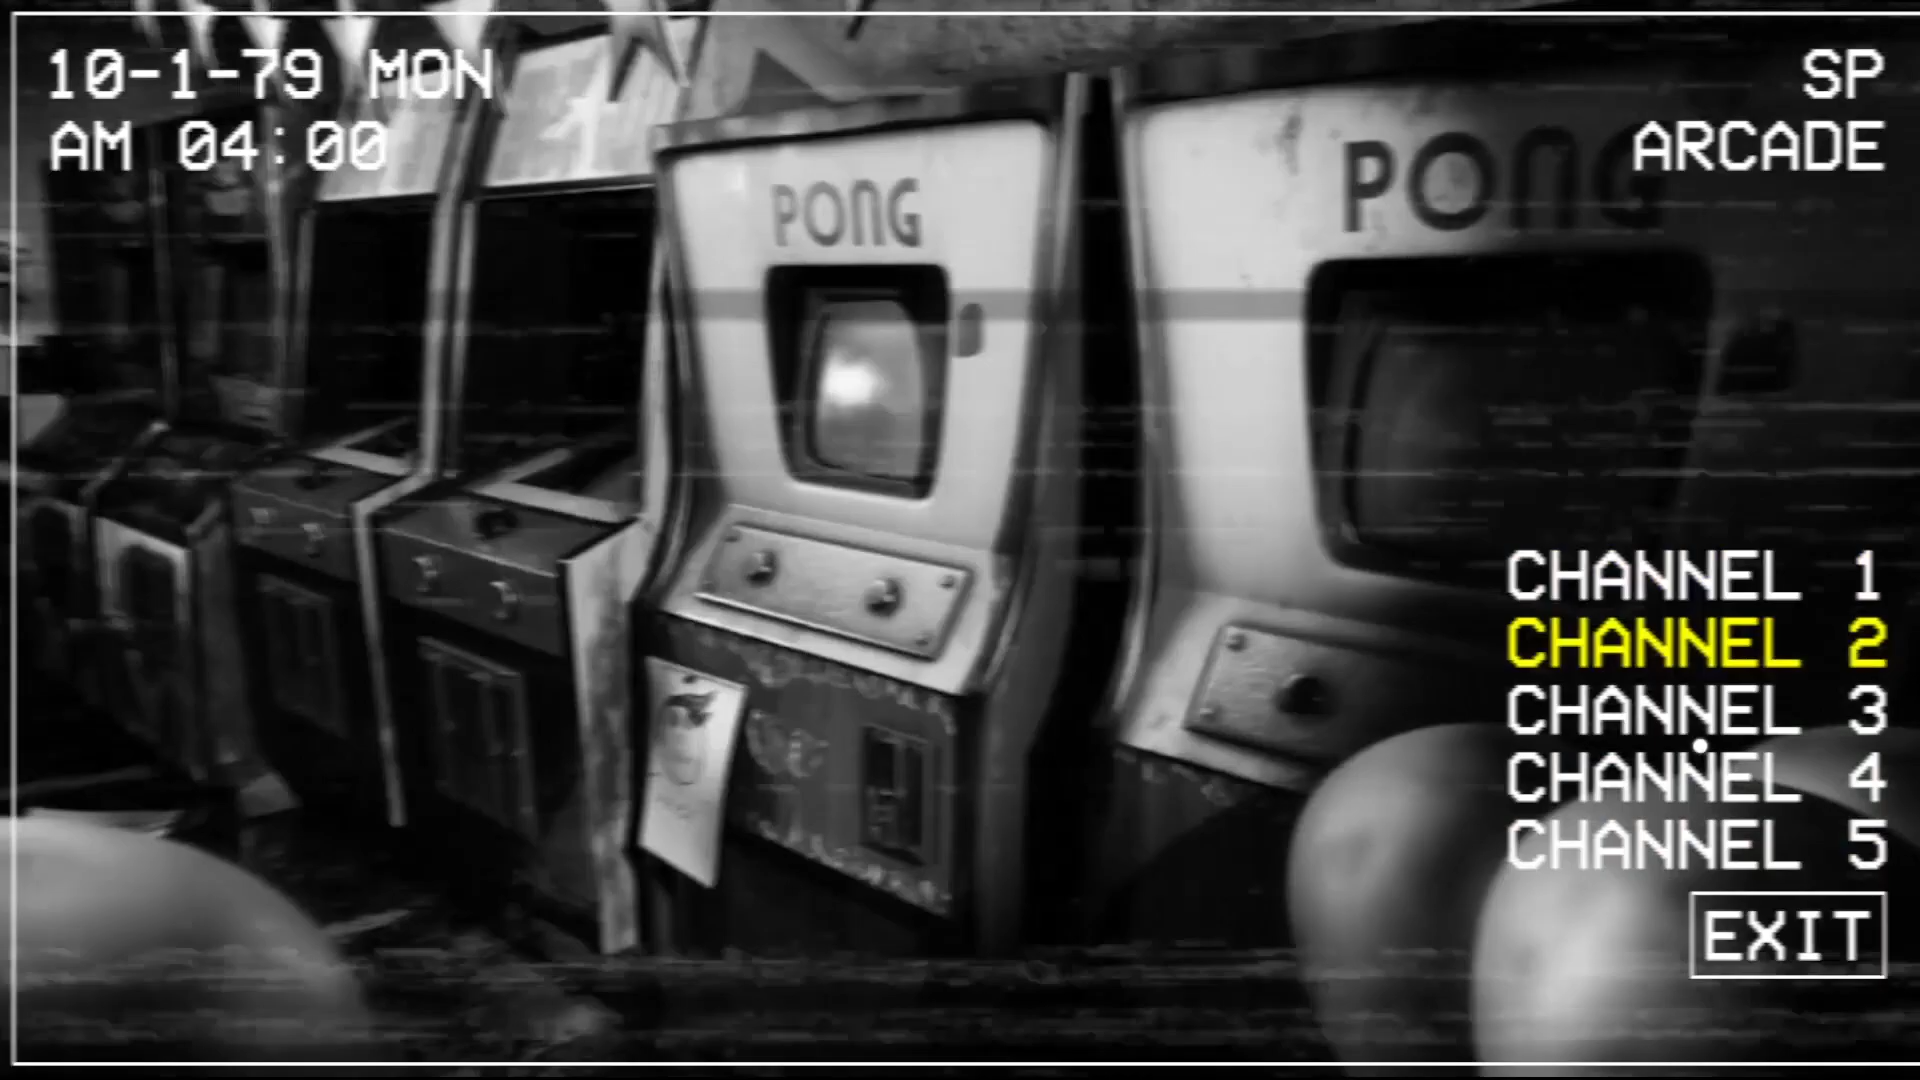 10-1-79 MON
AM 04:00
SP
ARCADE
PONG
PONG
CHANNEL 1
CHANNEL 2
CHANNEL 3
CHANNEL 4
CHANNEL 5
EXIT